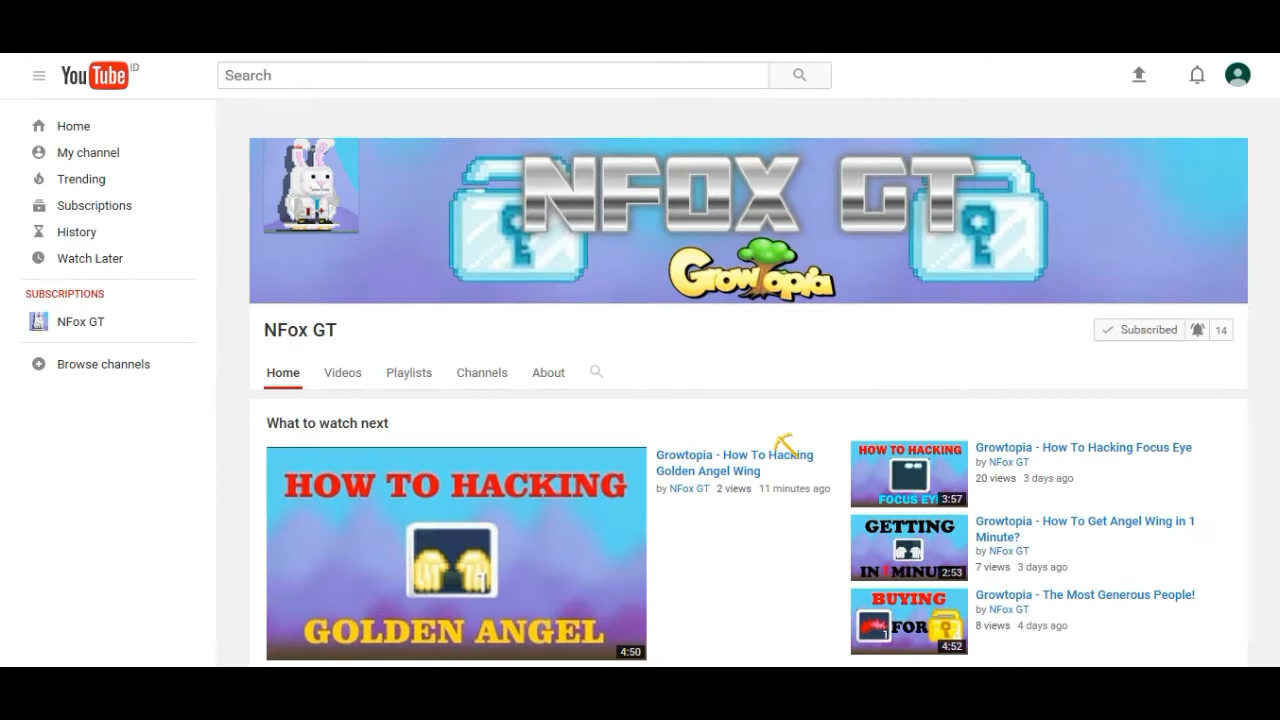 YouTube ID
Search
Home
My channel
Trending
Subscriptions
History
Watch Later
SUBSCRIPTIONS
NFox GT
Browse channels
NFOX GT
Growtopia
NFox GT
Subscribed 14
Home Videos Playlists Channels About
What to watch next
HOW TO HACKING
GOLDEN ANGEL
4:50
Growtopia - How To Hacking
Golden Angel Wing
by NFox GT 2 views 11 minutes ago
HOW TO HACKING
FOCUS EYE
3:57
Growtopia - How To Hacking Focus Eye
by NFox GT
20 views 3 days ago
GETTING
IN 1 MINU
2:53
Growtopia - How To Get Angel Wing in 1
Minute?
by NFox GT
7 views 3 days ago
BUYING
FOR
4:52
Growtopia - The Most Generous People!
by NFox GT
8 views 4 days ago